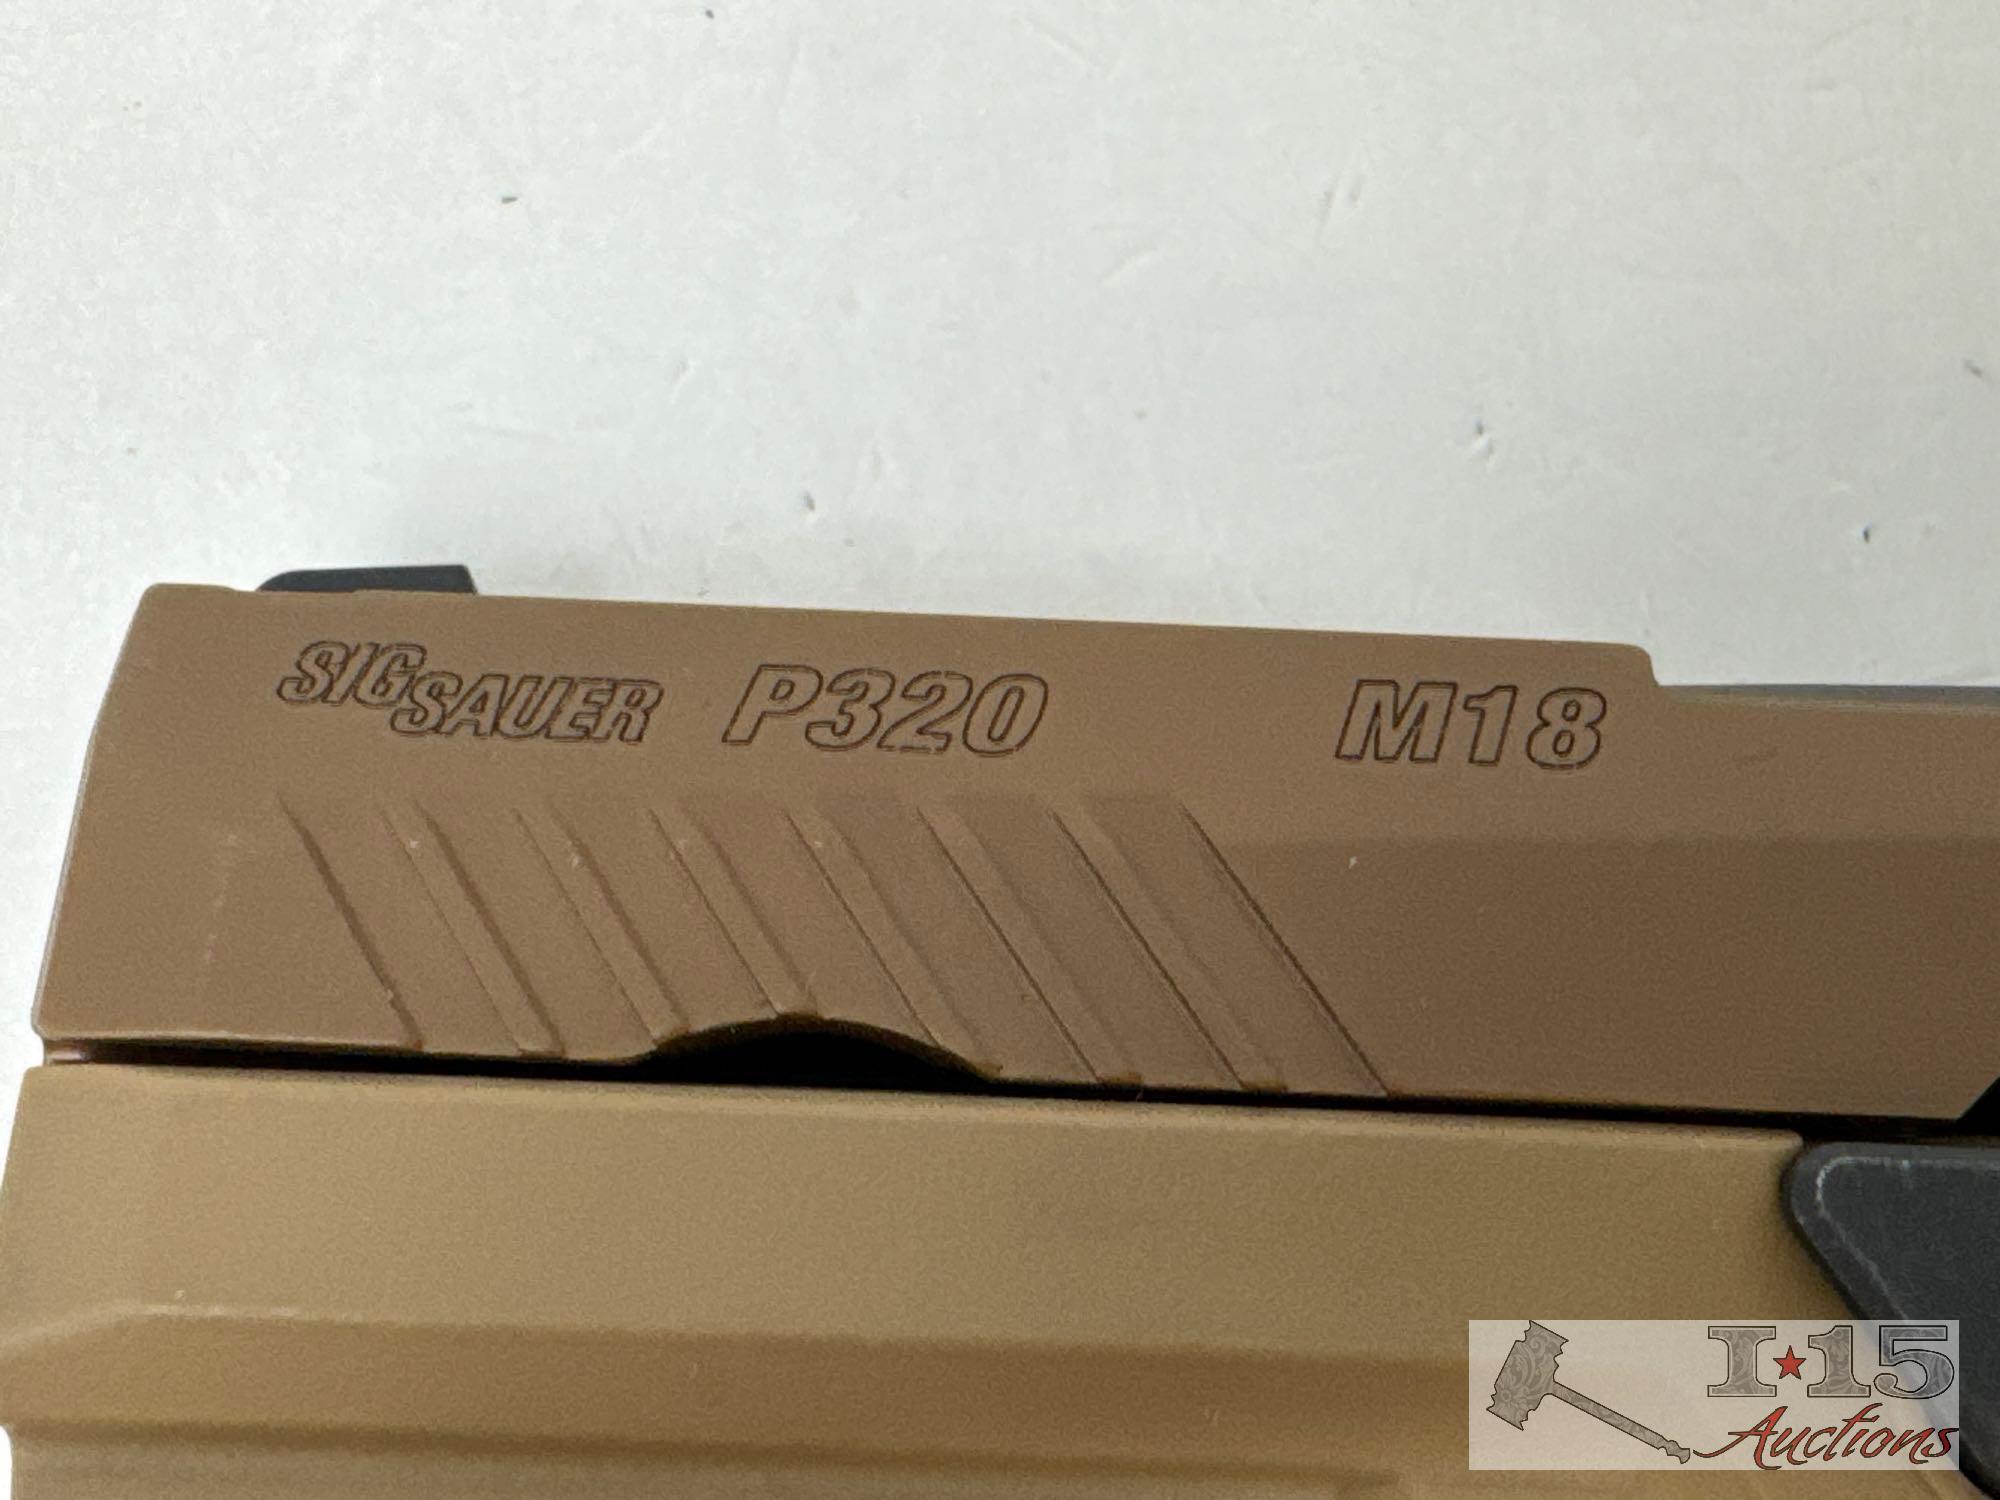 SIG SAUER P320 M18
I★15
Auctions